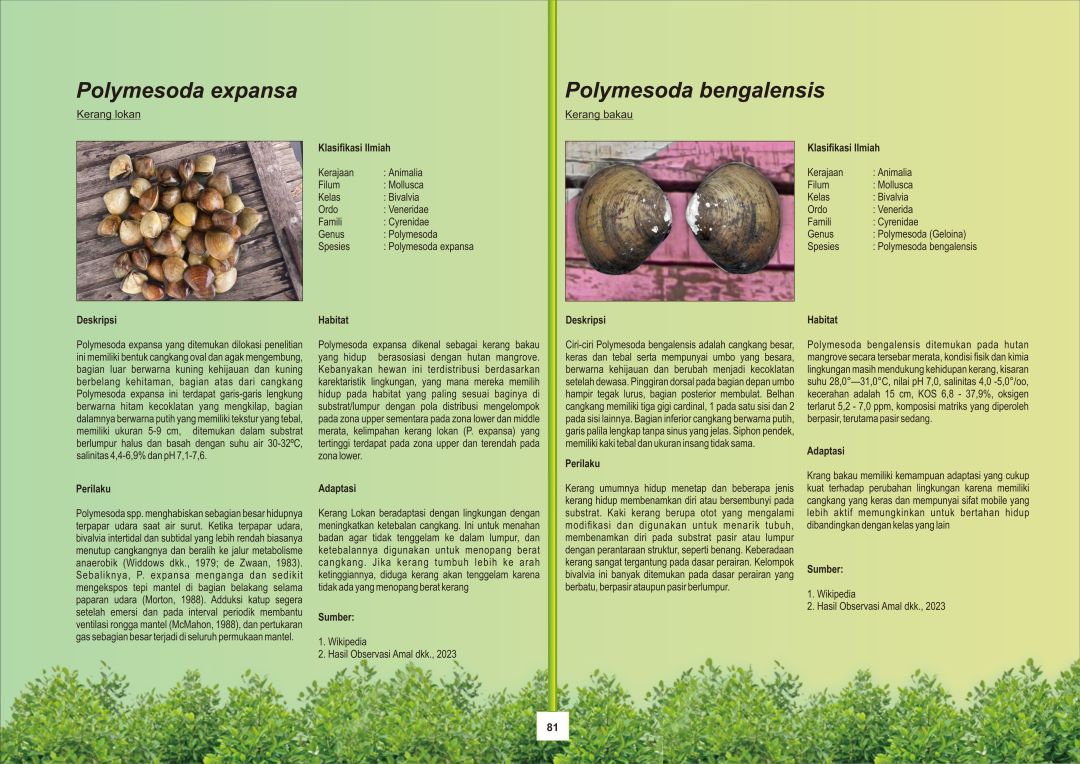 Polymesoda expansa
Kerang lokan
Klasifikasi Ilmiah
Kerajaan : Animalia
Filum : Mollusca
Kelas : Bivalvia
Ordo : Veneridae
Famili : Cyrenidae
Genus : Polymesoda
Spesies : Polymesoda expansa
Deskripsi
Polymesoda expansa yang ditemukan dilokasi penelitian
ini memiliki bentuk cangkang oval dan agak mengembung,
bagian luar berwarna kuning kehijauan dan kuning
berbelang kehitaman, bagian atas dari cangkang
Polymesoda expansa ini terdapat garis-garis lengkung
berwarna hitam kecoklatan yang mengkilap, bagian
dalamnya berwarna putih yang memiliki tekstur yang tebal,
memiliki ukuran 5-9 cm, ditemukan dalam substrat
berlumpur halus dan basah dengan suhu air 30-32ºC,
salinitas 4,4-6,9% dan pH 7,1-7,6.
Perilaku
Polymesoda spp. menghabiskan sebagian besar hidupnya
terpapar udara saat air surut. Ketika terpapar udara,
bivalvia intertidal dan subtidal yang lebih rendah biasanya
menutup cangkangnya dan beralih ke jalur metabolisme
anaerobik (Widdows dkk., 1979; de Zwaan, 1983).
Sebaliknya, P. expansa menganga dan sedikit
mengekspos tepi mantel di bagian belakang selama
paparan udara (Morton, 1988). Adduksi katup segera
setelah emersi dan pada interval periodik membantu
ventilasi rongga mantel (McMahon, 1988), dan pertukaran
gas sebagian besar terjadi di seluruh permukaan mantel.
Habitat
Polymesoda expansa dikenal sebagai kerang bakau
yang hidup berasosiasi dengan hutan mangrove.
Kebanyakan hewan ini terdistribusi berdasarkan
karektaristik lingkungan, yang mana mereka memilih
hidup pada habitat yang paling sesuai baginya di
substrat/lumpur dengan pola distribusi mengelompok
pada zona upper sementara pada zona lower dan middle
merata, kelimpahan kerang lokan (P. expansa) yang
tertinggi terdapat pada zona upper dan terendah pada
zona lower.
Adaptasi
Kerang Lokan beradaptasi dengan lingkungan dengan
meningkatkan ketebalan cangkang. Ini untuk menahan
badan agar tidak tenggelam ke dalam lumpur, dan
ketebalannya digunakan untuk menopang berat
cangkang. Jika kerang tumbuh lebih ke arah
ketinggiannya, diduga kerang akan tenggelam karena
tidak ada yang menopang berat kerang
Sumber:
1. Wikipedia
2. Hasil Observasi Amal dkk., 2023
Polymesoda bengalensis
Kerang bakau
Klasifikasi Ilmiah
Kerajaan : Animalia
Filum : Mollusca
Kelas : Bivalvia
Ordo : Venerida
Famili : Cyrenidae
Genus : Polymesoda (Geloina)
Spesies : Polymesoda bengalensis
Deskripsi
Ciri-ciri Polymesoda bengalensis adalah cangkang besar,
keras dan tebal serta mempunyai umbo yang besara,
berwarna kehijauan dan berubah menjadi kecoklatan
setelah dewasa. Pinggiran dorsal pada bagian depan umbo
hampir tegak lurus, bagian posterior membulat. Belhan
cangkang memiliki tiga gigi cardinal, 1 pada satu sisi dan 2
pada sisi lainya. Bagian inferior cangkang berwarna putih,
garis palila lengkap tanpa sinus yang jelas. Siphon pendek,
memiliki kaki tebal dan ukuran insang tidak sama.
Perilaku
Kerang umumnya hidup menetap dan beberapa jenis
kerang hidup membenamkan diri atau bersembunyi pada
substrat. Kaki kerang berupa otot yang mengalami
modifikasi dan digunakan untuk menarik tubuh,
membenamkan diri pada substrat pasir atau lumpur
dengan perantaraan struktur, seperti benang. Keberadaan
kerang sangat tergantung pada dasar perairan. Kelompok
bivalvia ini banyak ditemukan pada dasar perairan yang
berbatu, berpasir ataupun pasir berlumpur.
Habitat
Polymesoda bengalensis ditemukan pada hutan
mangrove secara tersebar merata, kondisi fisik dan kimia
lingkungan masih mendukung kehidupan kerang, kisaran
suhu 28,0°—31,0°C, nilai pH 7,0, salinitas 4,0 -5,0°/oo,
kecerahan adalah 15 cm, KOS 6,8 - 37,9%, oksigen
terlarut 5,2 - 7,0 ppm, komposisi matriks yang diperoleh
berpasir, terutama pasir sedang.
Adaptasi
Krang bakau memiliki kemampuan adaptasi yang cukup
kuat terhadap perubahan lingkungan karena memiliki
cangkang yang keras dan mempunyai sifat mobile yang
lebih aktif memungkinkan untuk bertahan hidup
dibandingkan dengan kelas yang lain
Sumber:
1. Wikipedia
2. Hasil Observasi Amal dkk., 2023
81